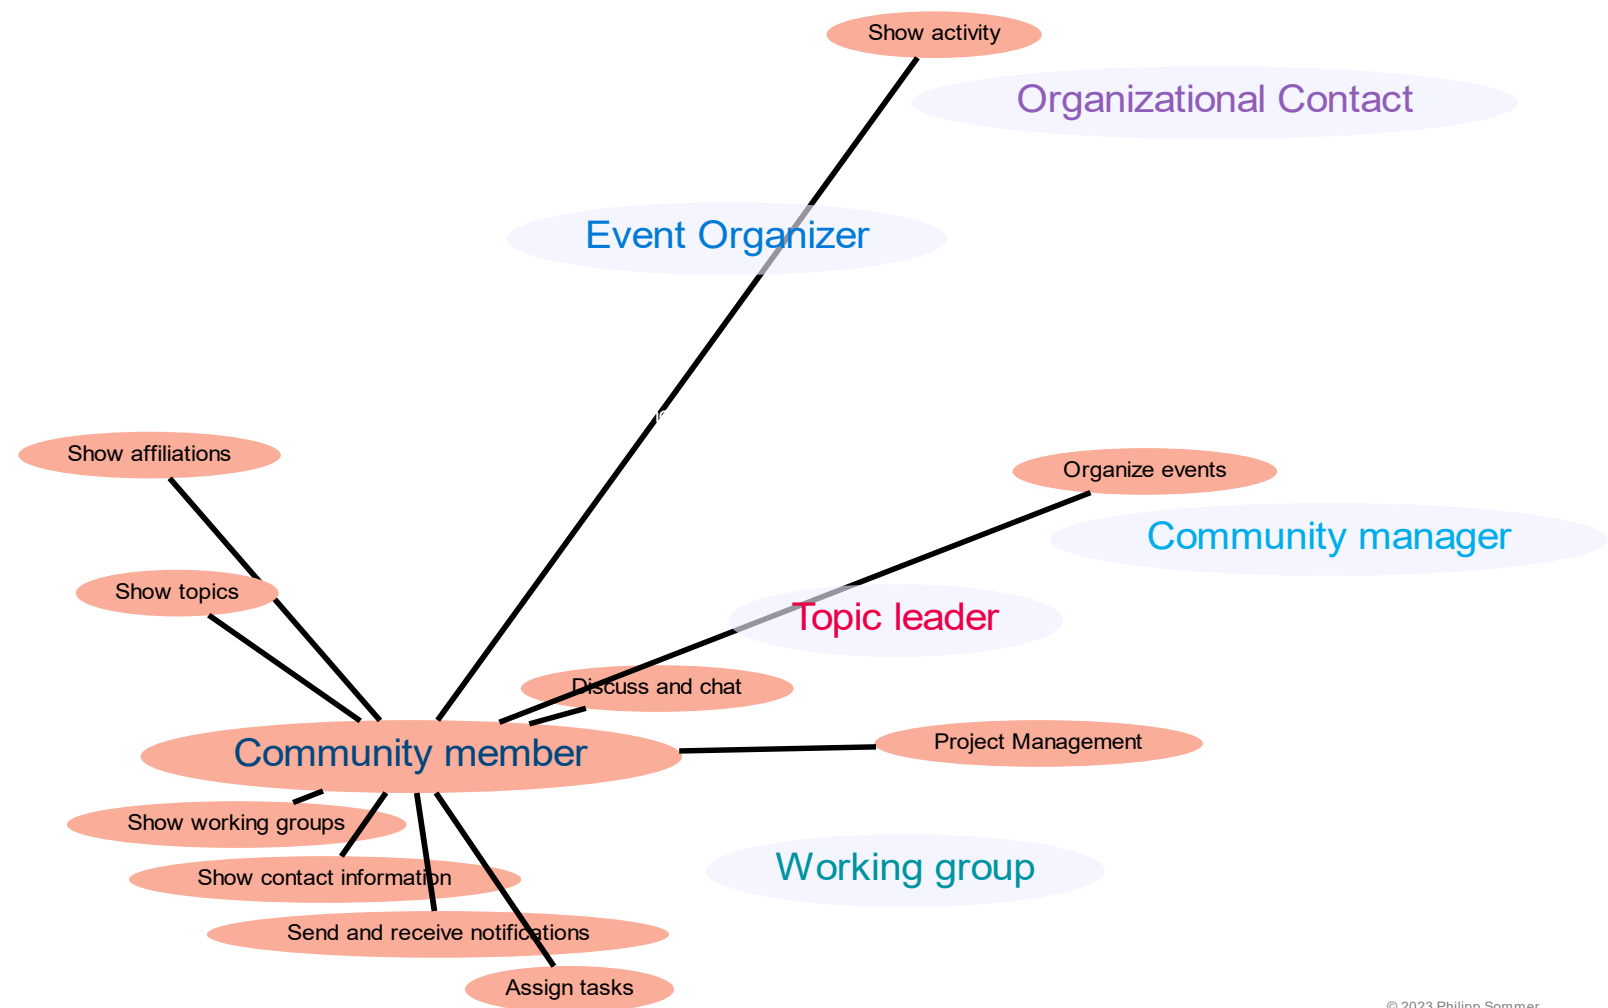 Show activity
Organizational Contact
Event Organizer
Show affiliations
Organize events
Community manager
Show topics
Topic leader
Discuss and chat
Project Management
Community member
Show working groups
Working group
Show contact information
Send and receive notifications
Assign tasks
© 2023 Philipp Sommer